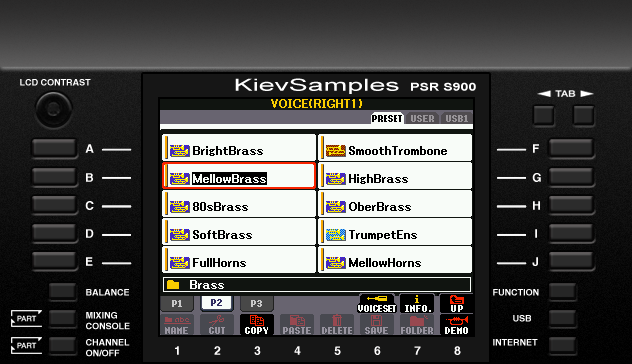 LCD CONTRAST
KievSamples PSR S900
TAB
VOICE(RIGHT1)
PRESET USER USB1
A BrightBrass SmoothTrombone F
B MellowBrass HighBrass G
C 80sBrass OberBrass H
D SoftBrass TrumpetEns I
E FullHorns MellowHorns J
Brass
BALANCE FUNCTION
P1 P2 P3 VOICESET INFO. UP
PART MIXING CONSOLE USB
NAME CUT COPY PASTE DELETE SAVE FOLDER DEMO
PART CHANNEL ON/OFF INTERNET
1 2 3 4 5 6 7 8